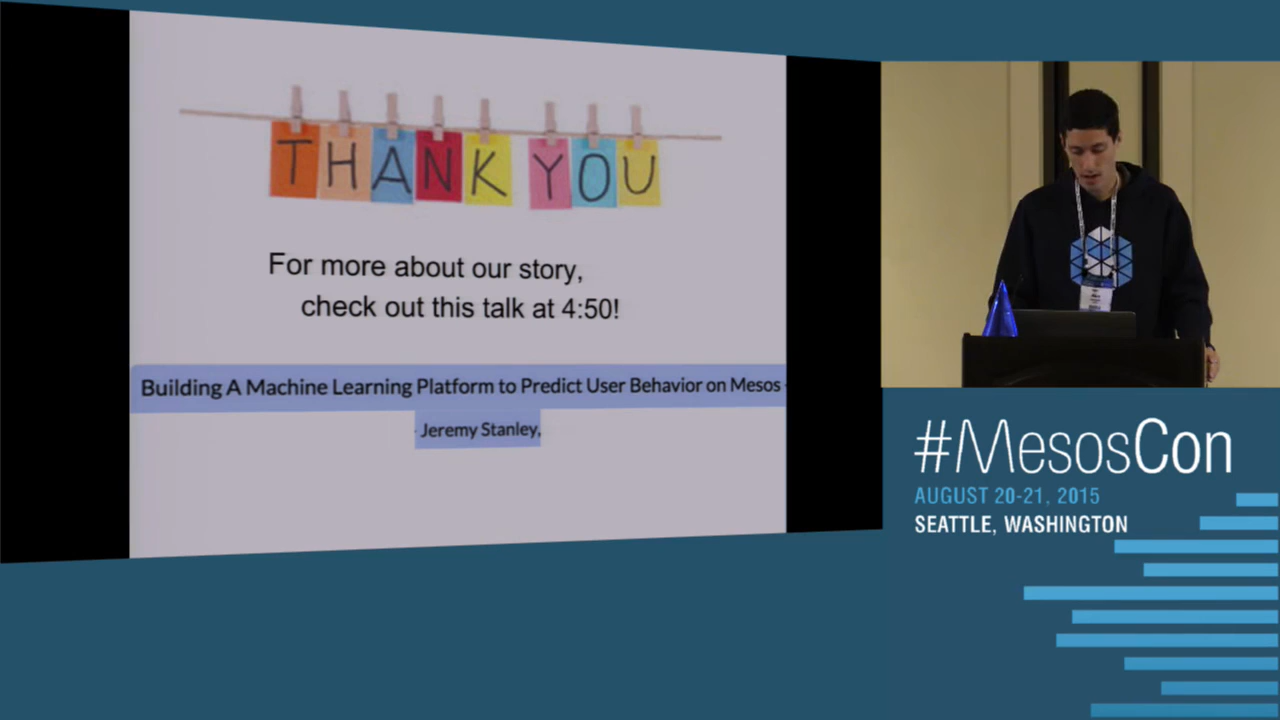 THANK YOU
For more about our story,
check out this talk at 4:50!
Building A Machine Learning Platform to Predict User Behavior on Mesos -
- Jeremy Stanley,
#MesosCon
AUGUST 20-21, 2015
SEATTLE, WASHINGTON